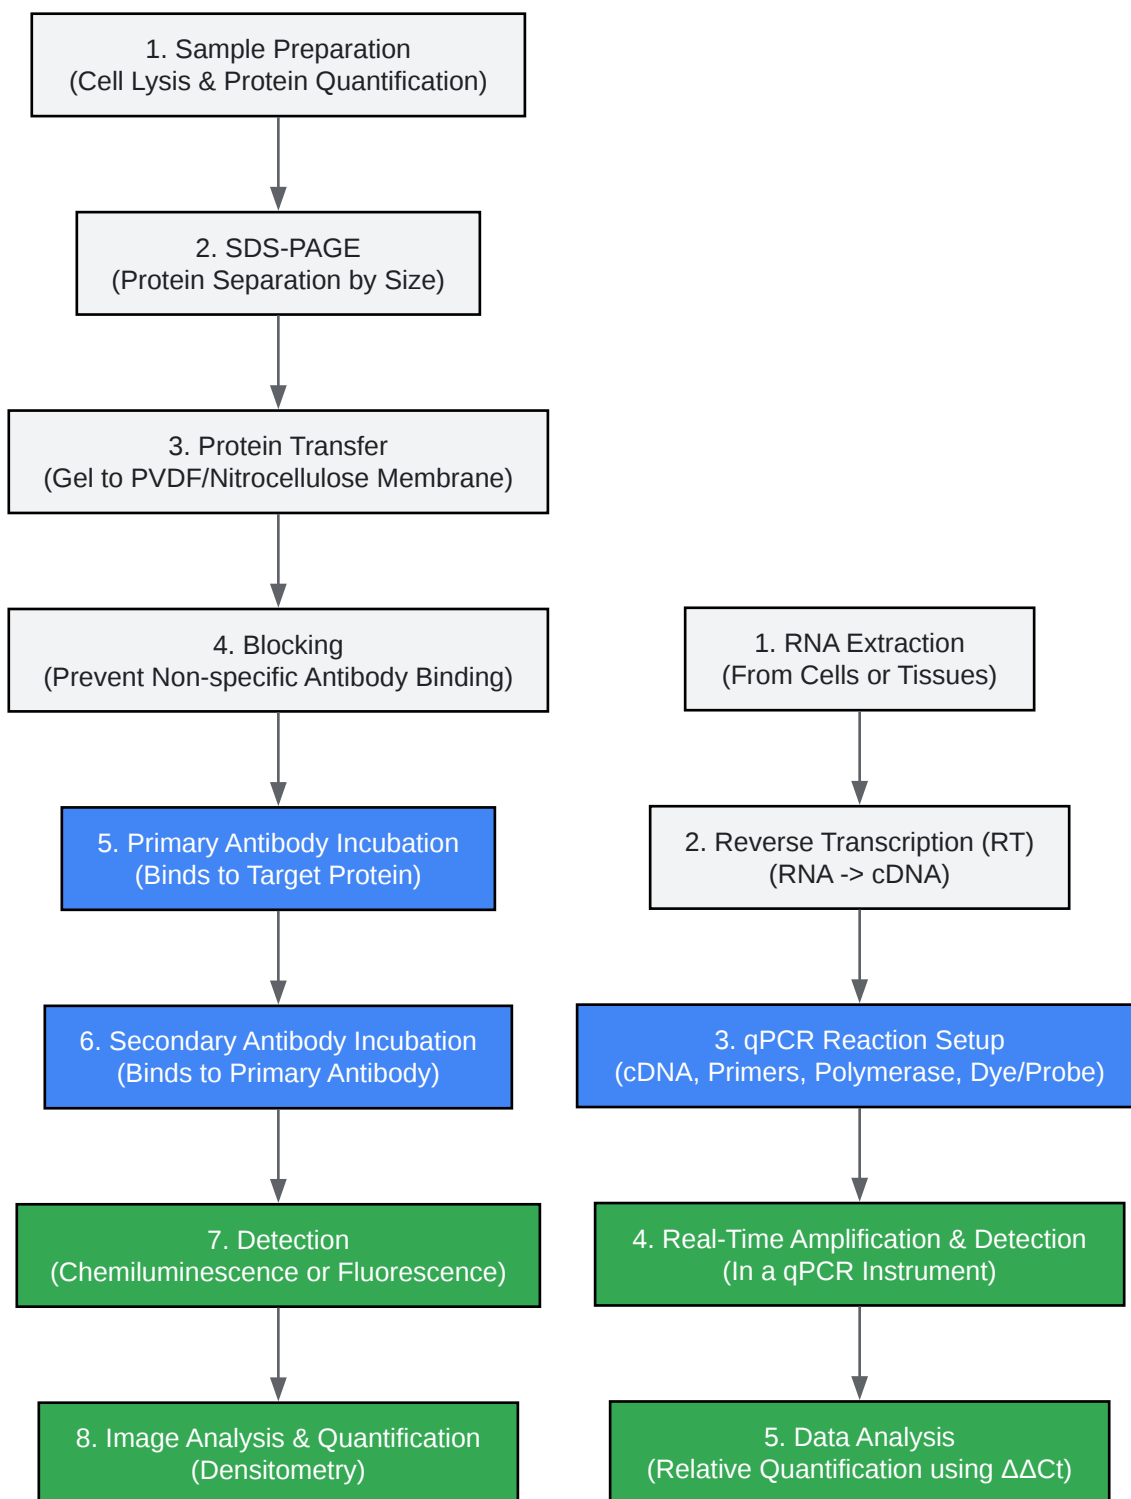 1. Sample Preparation
(Cell Lysis & Protein Quantification)
2. SDS-PAGE
(Protein Separation by Size)
3. Protein Transfer
(Gel to PVDF/Nitrocellulose Membrane)
4. Blocking
(Prevent Non-specific Antibody Binding)
5. Primary Antibody Incubation
(Binds to Target Protein)
6. Secondary Antibody Incubation
(Binds to Primary Antibody)
7. Detection
(Chemiluminescence or Fluorescence)
8. Image Analysis & Quantification
(Densitometry)
1. RNA Extraction
(From Cells or Tissues)
2. Reverse Transcription (RT)
(RNA -> cDNA)
3. qPCR Reaction Setup
(cDNA, Primers, Polymerase, Dye/Probe)
4. Real-Time Amplification & Detection
(In a qPCR Instrument)
5. Data Analysis
(Relative Quantification using ΔΔCt)